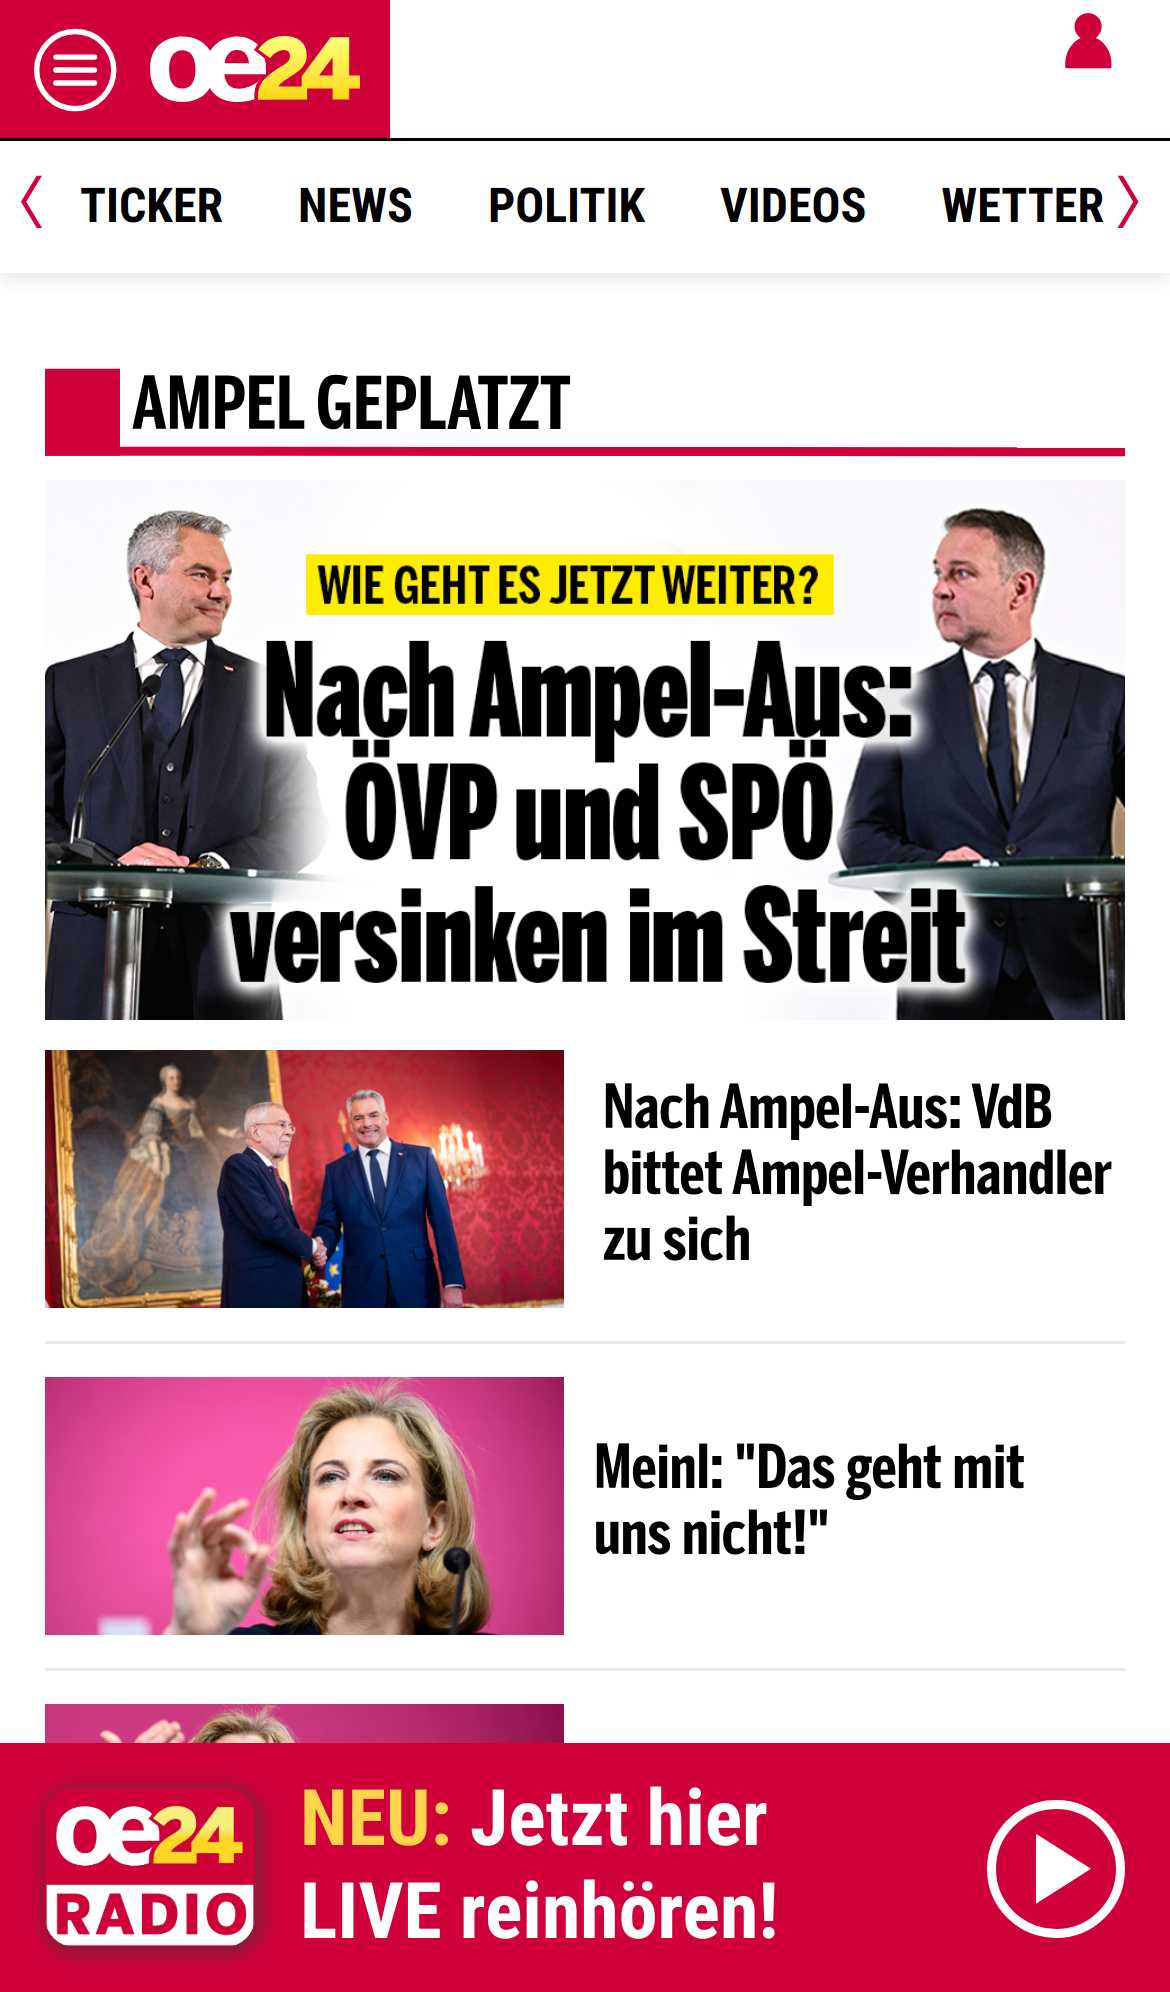 oe24
TICKER NEWS POLITIK VIDEOS WETTER
AMPEL GEPLATZT
WIE GEHT ES JETZT WEITER?
Nach Ampel-Aus:
ÖVP und SPÖ
versinken im Streit
Nach Ampel-Aus: VdB
bittet Ampel-Verhandler
zu sich
Meinl: "Das geht mit
uns nicht!"
oe24
RADIO
NEU: Jetzt hier
LIVE reinhören!